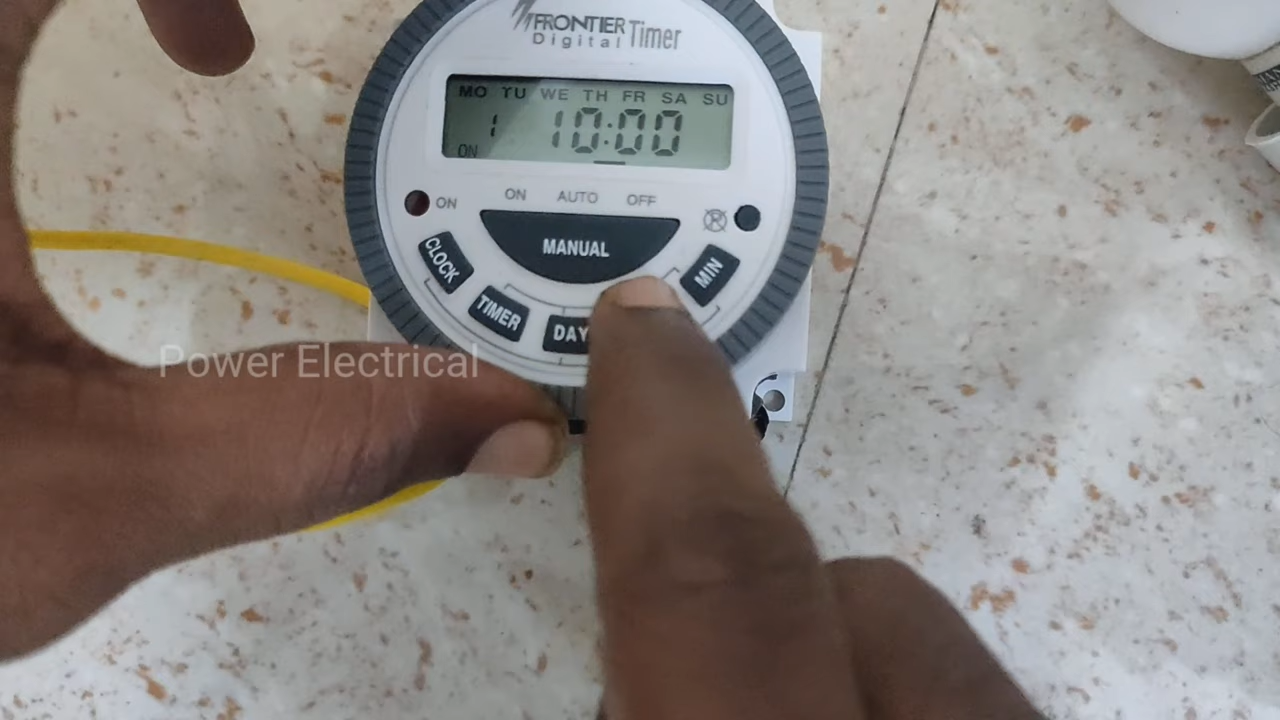 FRONTIER Timer
Digital
MO TU WE TH FR SA SU
1 10:00
ON
ON ON AUTO OFF
MANUAL
CLOCK
TIMER
DAY
MIN
Power Electrical